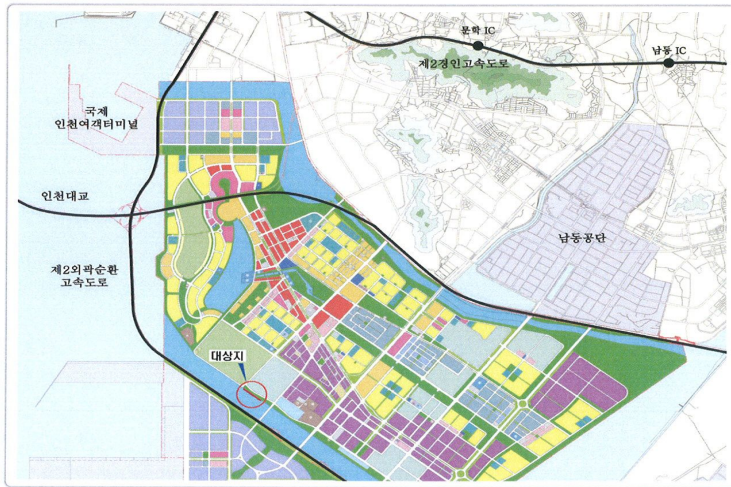 문학 IC
남동 IC
제2경인고속도로
국제
인천여객터미널
인천대교
남동공단
제2외곽순환
고속도로
대상지